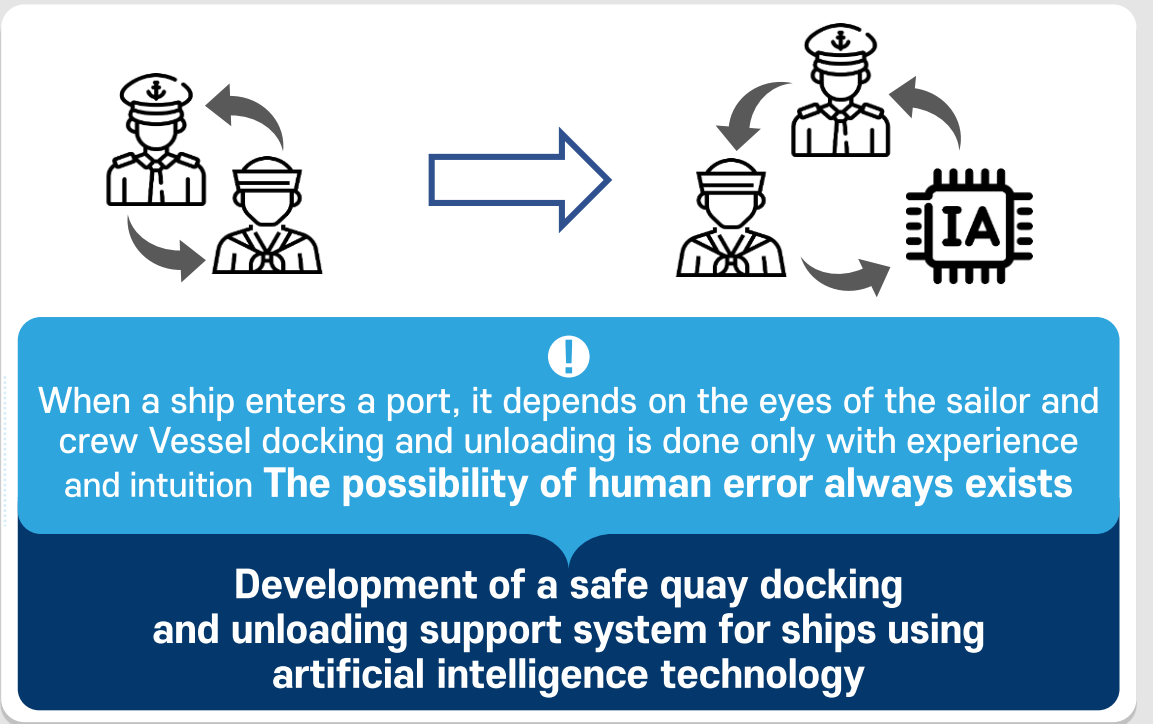 IA
!
When a ship enters a port, it depends on the eyes of the sailor and
crew Vessel docking and unloading is done only with experience
and intuition The possibility of human error always exists
Development of a safe quay docking
and unloading support system for ships using
artificial intelligence technology